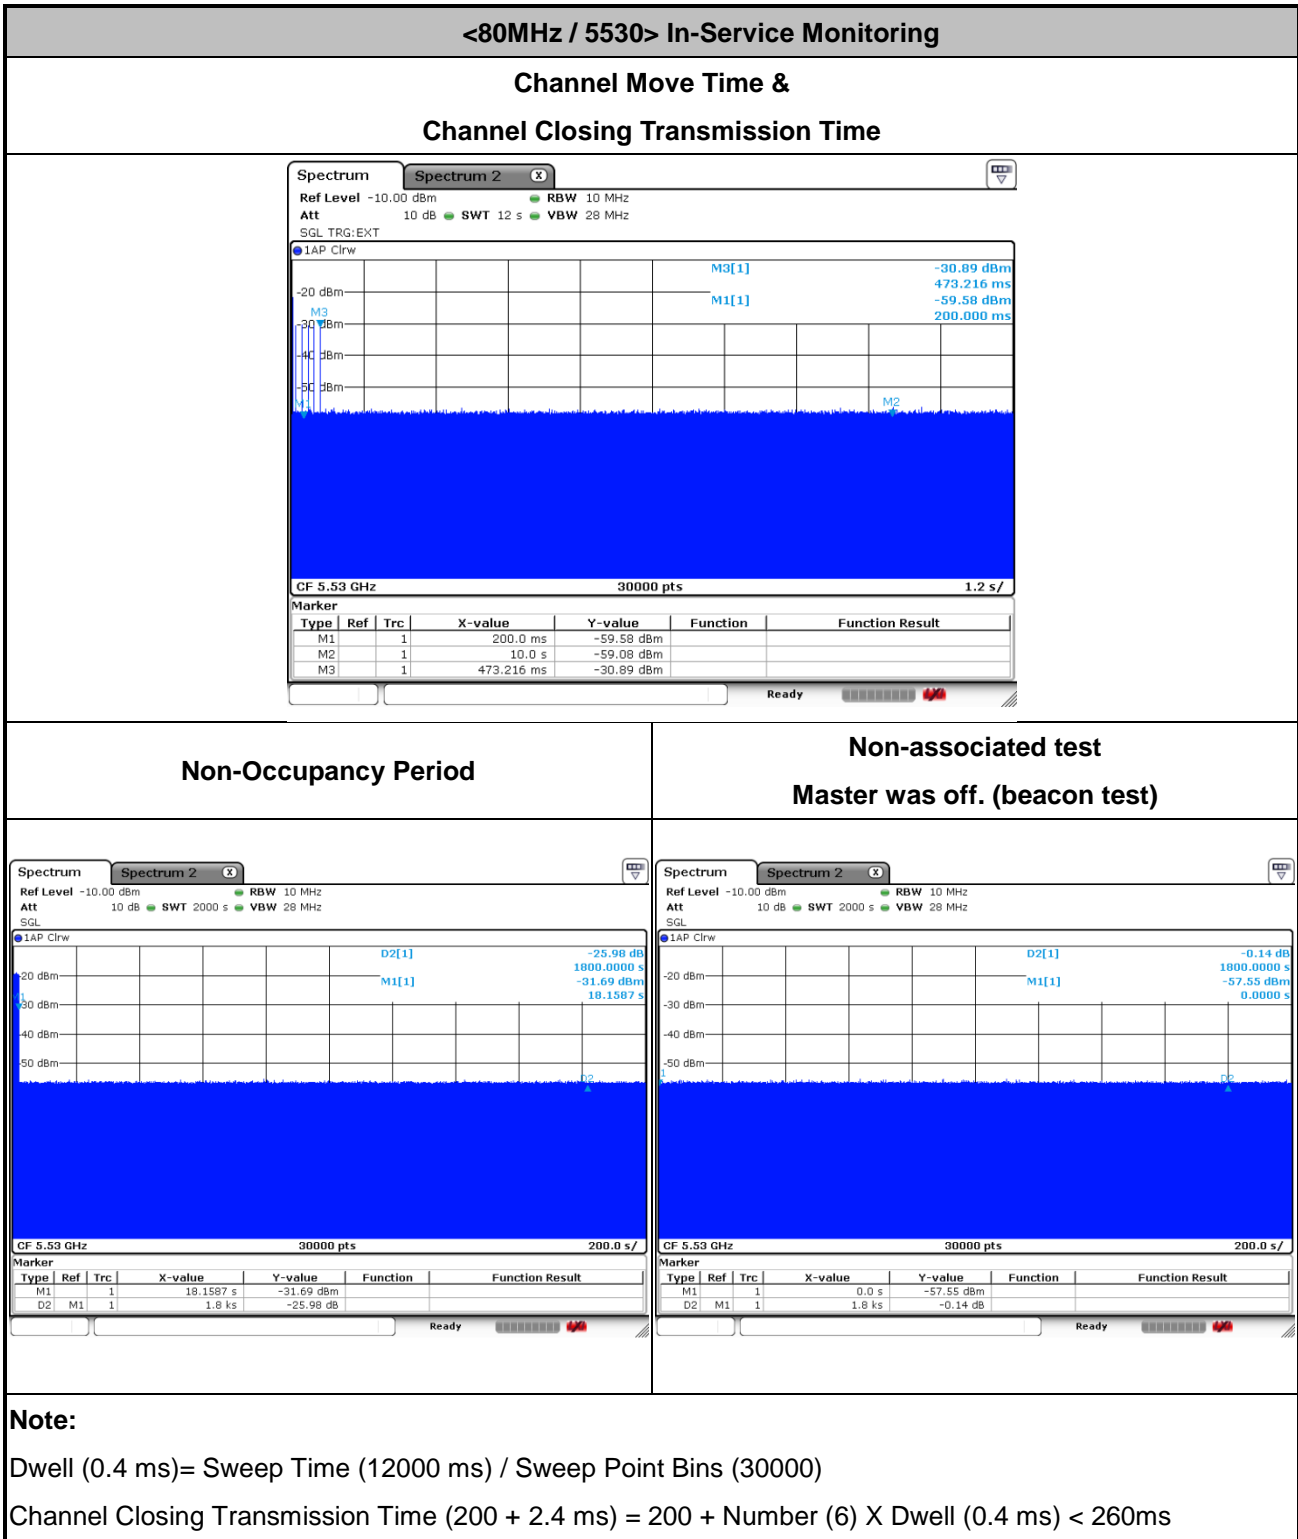 <80MHz / 5530> In-Service Monitoring
Channel Move Time &
Channel Closing Transmission Time
Spectrum Spectrum 2 X
Ref Level -10.00 dBm RBW 10 MHz
Att 10 dB SWT 12 s VBW 28 MHz
SGL TRG:EXT
1AP Clrw
M3[1] -30.89 dBm
473.216 ms
-20 dBm
M1[1] -59.58 dBm
200.000 ms
M3
-30 dBm
-40 dBm
-50 dBm
M1 M2
CF 5.53 GHz 30000 pts 1.2 s/
Marker
Type Ref Trc X-value Y-value Function Function Result
M1 1 200.0 ms -59.58 dBm
M2 1 10.0 s -59.08 dBm
M3 1 473.216 ms -30.89 dBm
Ready
Non-Occupancy Period
Non-associated test
Master was off. (beacon test)
Spectrum Spectrum 2 X
Ref Level -10.00 dBm RBW 10 MHz
Att 10 dB SWT 2000 s VBW 28 MHz
SGL
1AP Clrw
D2[1] -25.98 dB
1800.0000 s
-20 dBm
M1[1] -31.69 dBm
18.1587 s
-30 dBm
-40 dBm
-50 dBm
D2
CF 5.53 GHz 30000 pts 200.0 s/
Marker
Type Ref Trc X-value Y-value Function Function Result
M1 1 18.1587 s -31.69 dBm
D2 M1 1 1.8 ks -25.98 dB
Ready
Spectrum Spectrum 2 X
Ref Level -10.00 dBm RBW 10 MHz
Att 10 dB SWT 2000 s VBW 28 MHz
SGL
1AP Clrw
D2[1] -0.14 dB
1800.0000 s
-20 dBm
M1[1] -57.55 dBm
0.0000 s
-30 dBm
-40 dBm
-50 dBm
1 D2
CF 5.53 GHz 30000 pts 200.0 s/
Marker
Type Ref Trc X-value Y-value Function Function Result
M1 1 0.0 s -57.55 dBm
D2 M1 1 1.8 ks -0.14 dB
Ready
Note:
Dwell (0.4 ms)= Sweep Time (12000 ms) / Sweep Point Bins (30000)
Channel Closing Transmission Time (200 + 2.4 ms) = 200 + Number (6) X Dwell (0.4 ms) < 260ms